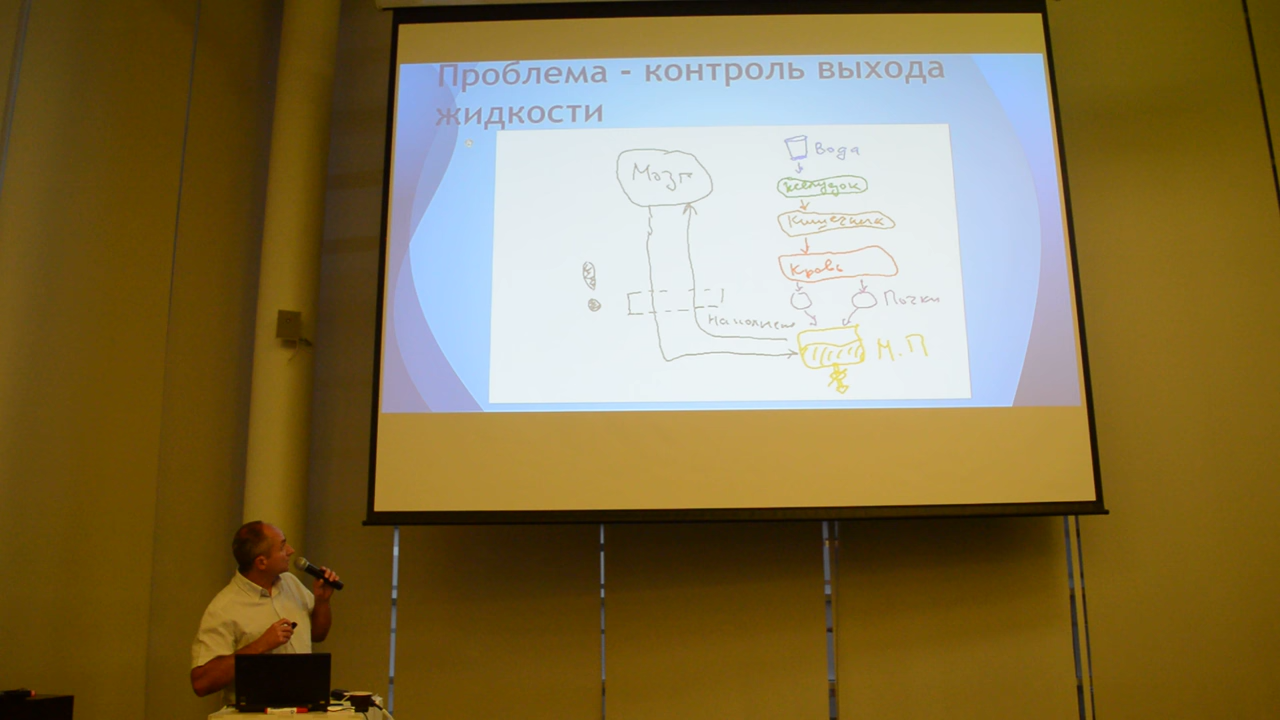 Проблема - контроль выхода
жидкости
Вода
Мозг
желудок
Кишечник
Кровь
Почки
наполнение
М.П